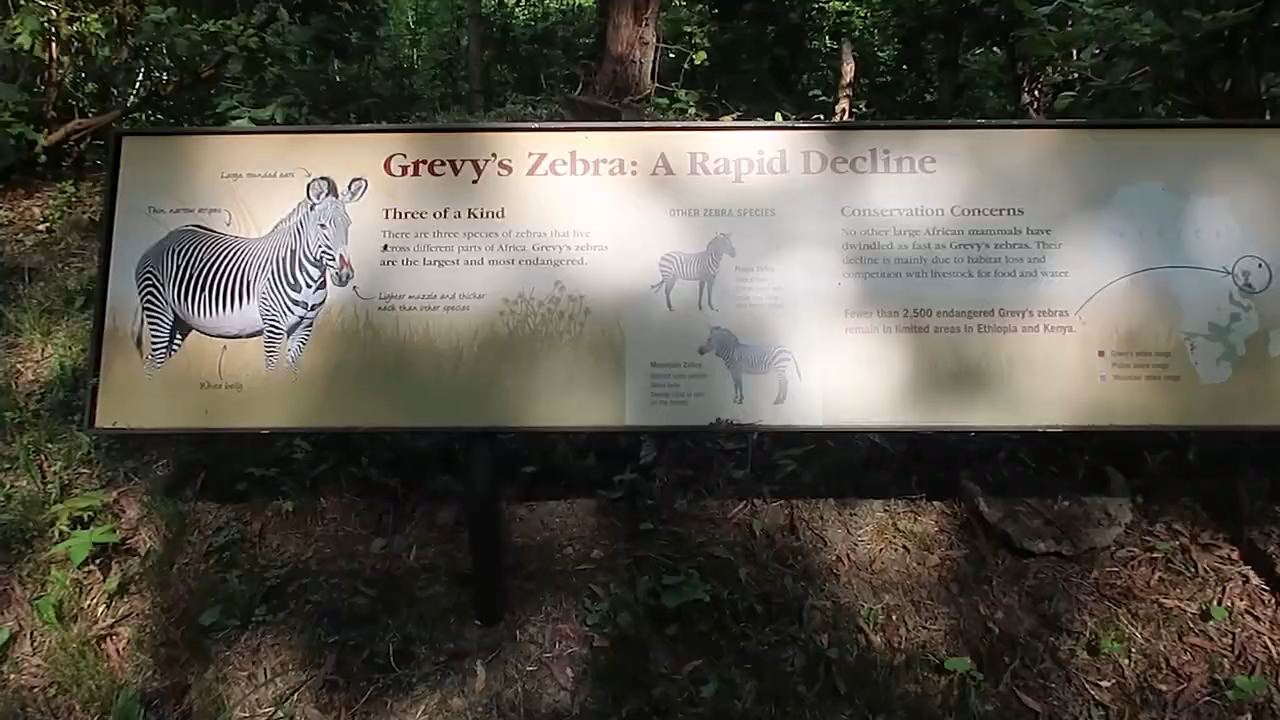 Grevy's Zebra: A Rapid Decline
Large rounded ears
Thin, narrow stripes
Lighter muzzle and thicker
neck than other species
White belly
Three of a Kind
There are three species of zebras that live
across different parts of Africa. Grevy's zebras
are the largest and most endangered.
OTHER ZEBRA SPECIES
Plains Zebra
Mountain Zebra
White belly
Conservation Concerns
No other large African mammals have
dwindled as fast as Grevy's zebras. Their
decline is mainly due to habitat loss and
competition with livestock for food and water.
Fewer than 2,500 endangered Grevy's zebras
remain in limited areas in Ethiopia and Kenya.
AFRICA
Grevy's zebra range
Plains zebra range
Mountain zebra range